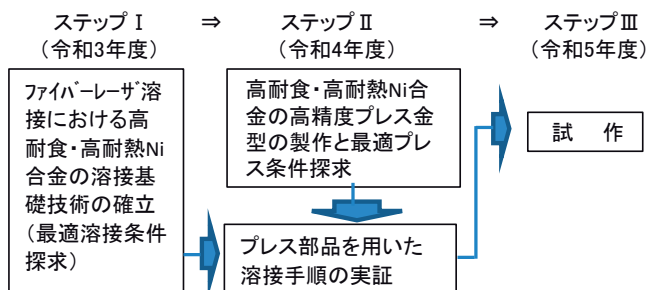 ステップⅠ ⇒ ステップⅡ ⇒ ステップⅢ
(令和3年度) (令和4年度) (令和5年度)
ファイバーレーザ溶
接における高
耐食・高耐熱Ni
合金の溶接基
礎技術の確立
(最適溶接条件
探求)
高耐食・高耐熱Ni合
金の高精度プレス金
型の製作と最適プレ
ス条件探求
プレス部品を用いた
溶接手順の実証
試 作